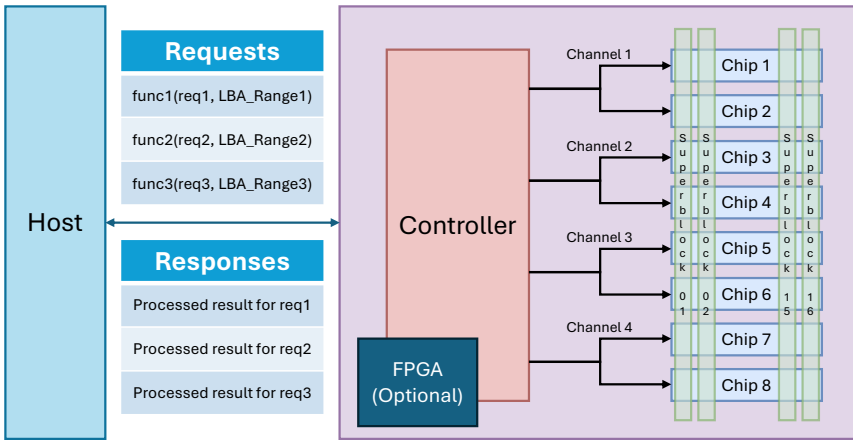 Host
Requests
func1(req1, LBA_Range1)
func2(req2, LBA_Range2)
func3(req3, LBA_Range3)
Responses
Processed result for req1
Processed result for req2
Processed result for req3
Controller
FPGA
(Optional)
Channel 1
Channel 2
Channel 3
Channel 4
Chip 1
Chip 2
Chip 3
Chip 4
Chip 5
Chip 6
Chip 7
Chip 8
Superblock 01
Superblock 02
Superblock 15
Superblock 16